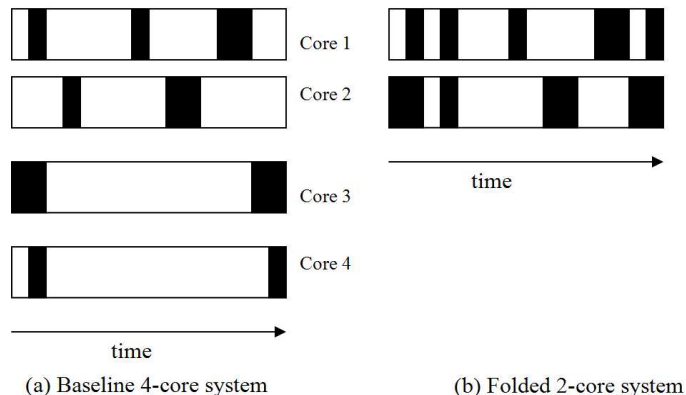 Core 1
Core 2
time
Core 3
Core 4
time
(a) Baseline 4-core system
(b) Folded 2-core system